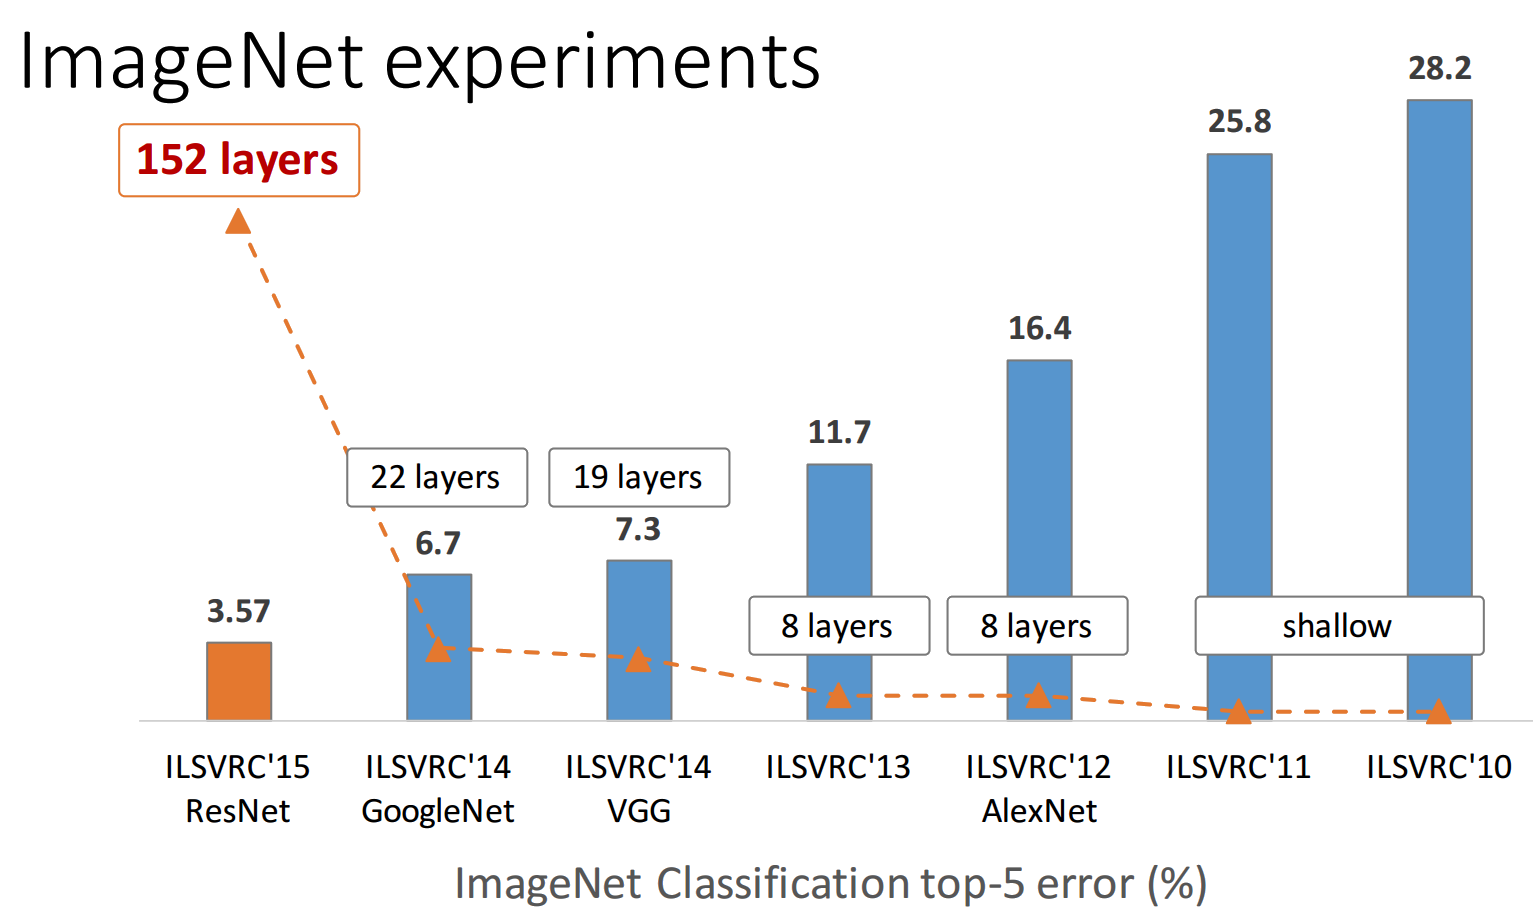 ImageNet experiments
152 layers
22 layers
19 layers
8 layers
8 layers
shallow
3.57
6.7
7.3
11.7
16.4
25.8
28.2
ILSVRC'15
ResNet
ILSVRC'14
GoogleNet
ILSVRC'14
VGG
ILSVRC'13
ILSVRC'12
AlexNet
ILSVRC'11
ILSVRC'10
ImageNet Classification top-5 error (%)